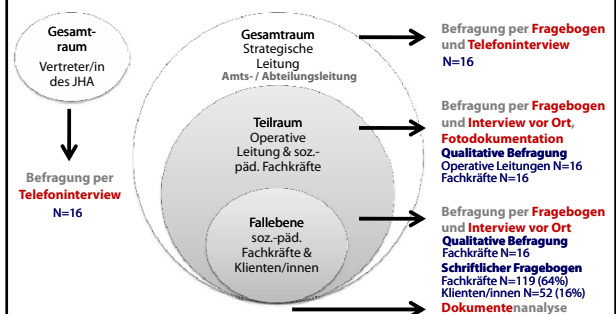 Gesamt-
raum
Vertreter/in
des JHA
Befragung per
Telefoninterview
N=16
Gesamtraum
Strategische
Leitung
Amts- / Abteilungsleitung
Teilraum
Operative
Leitung & soz.-
päd. Fachkräfte
Fallebene
soz.-päd.
Fachkräfte &
Klienten/innen
Befragung per Fragebogen
und Telefoninterview
N=16
Befragung per Fragebogen
und Interview vor Ort,
Fotodokumentation
Qualitative Befragung
Operative Leitungen N=16
Fachkräfte N=16
Befragung per Fragebogen
und Interview vor Ort
Qualitative Befragung
Fachkräfte N=16
Schriftlicher Fragebogen
Fachkräfte N=119 (64%)
Klienten/innen N=52 (16%)
Dokumentenanalyse